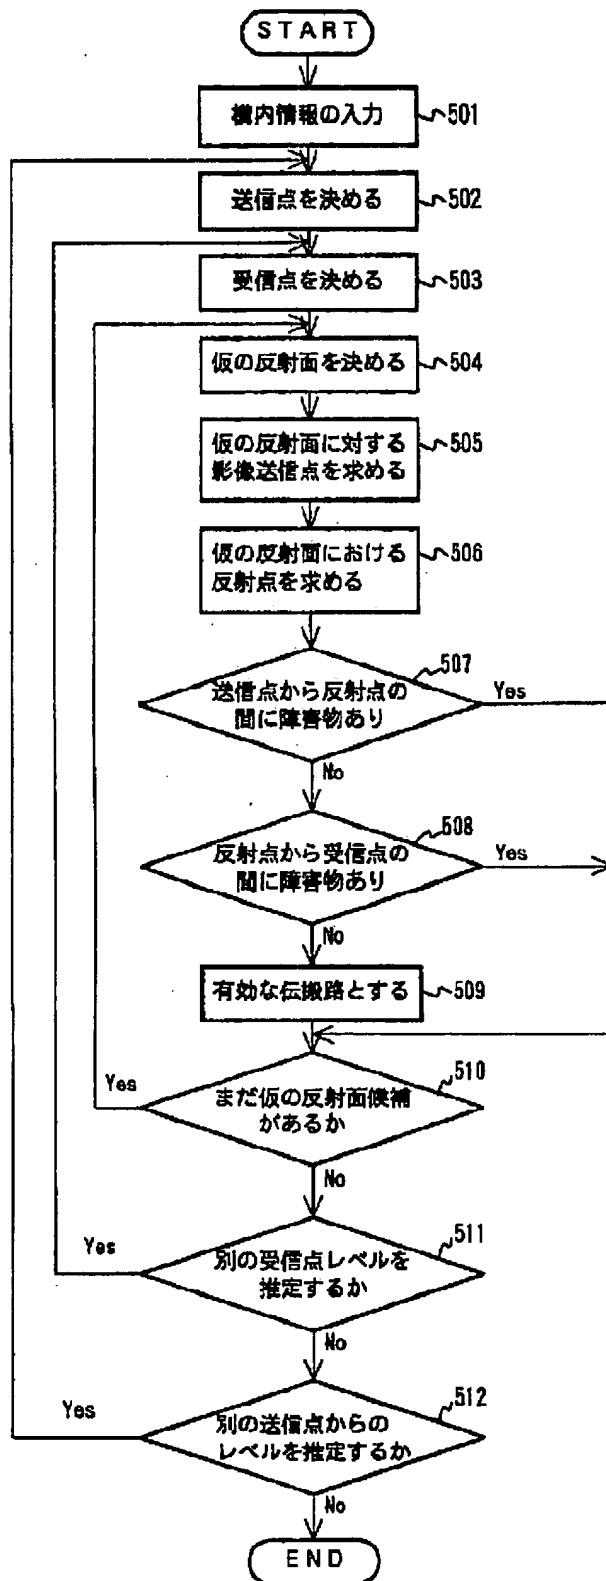 START
構内情報の入力
501
送信点を決める
502
受信点を決める
503
仮の反射面を決める
504
仮の反射面に対する
影像送信点を求める
505
仮の反射面における
反射点を求める
506
507
送信点から反射点の
間に障害物あり
Yes
No
508
反射点から受信点の
間に障害物あり
Yes
No
有効な伝搬路とする
509
510
Yes
まだ仮の反射面候補
があるか
No
511
Yes
別の受信点レベルを
推定するか
No
512
Yes
別の送信点からの
レベルを推定するか
No
END